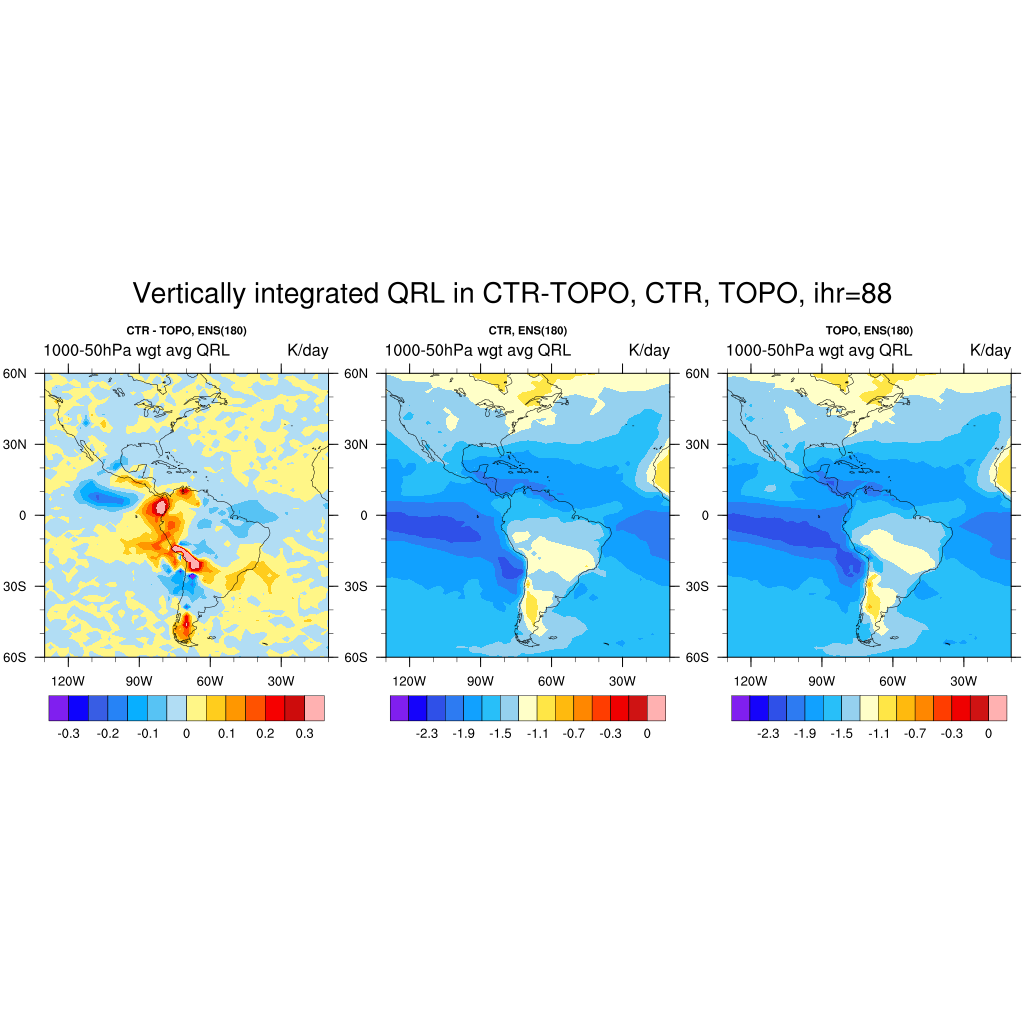 Vertically integrated QRL in CTR-TOPO, CTR, TOPO, ihr=88
CTR - TOPO, ENS(180)
1000-50hPa wgt avg QRL K/day
60N
30N
0
30S
60S
120W 90W 60W 30W
-0.3 -0.2 -0.1 0 0.1 0.2 0.3
CTR, ENS(180)
1000-50hPa wgt avg QRL K/day
60N
30N
0
30S
60S
120W 90W 60W 30W
-2.3 -1.9 -1.5 -1.1 -0.7 -0.3 0
TOPO, ENS(180)
1000-50hPa wgt avg QRL K/day
60N
30N
0
30S
60S
120W 90W 60W 30W
-2.3 -1.9 -1.5 -1.1 -0.7 -0.3 0